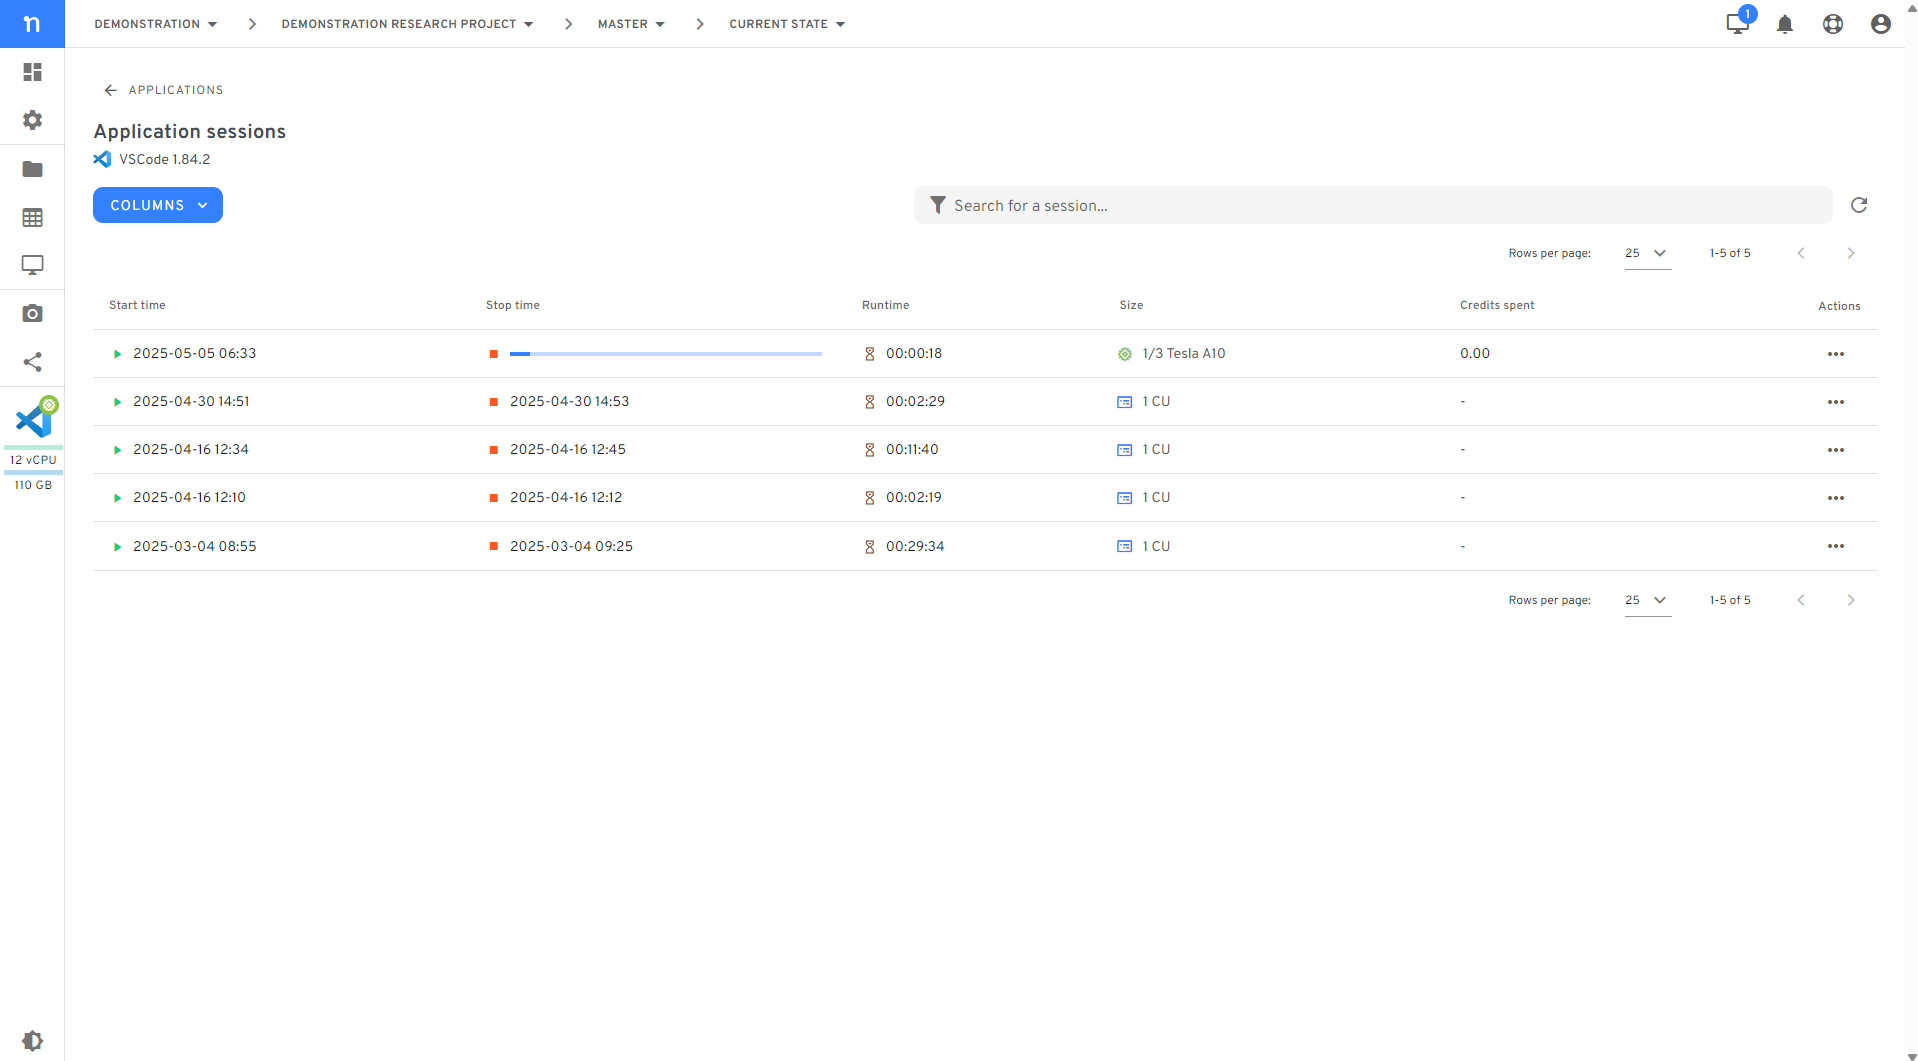 n DEMONSTRATION DEMONSTRATION RESEARCH PROJECT MASTER CURRENT STATE 1
APPLICATIONS
Application sessions
VSCode 1.84.2
COLUMNS Search for a session...
Rows per page: 25 1-5 of 5
Start time Stop time Runtime Size Credits spent Actions
2025-05-05 06:33 00:00:18 1/3 Tesla A10 0.00
2025-04-30 14:51 2025-04-30 14:53 00:02:29 1 CU -
2025-04-16 12:34 2025-04-16 12:45 00:11:40 1 CU -
12 vCPU
110 GB
2025-04-16 12:10 2025-04-16 12:12 00:02:19 1 CU -
2025-03-04 08:55 2025-03-04 09:25 00:29:34 1 CU -
Rows per page: 25 1-5 of 5